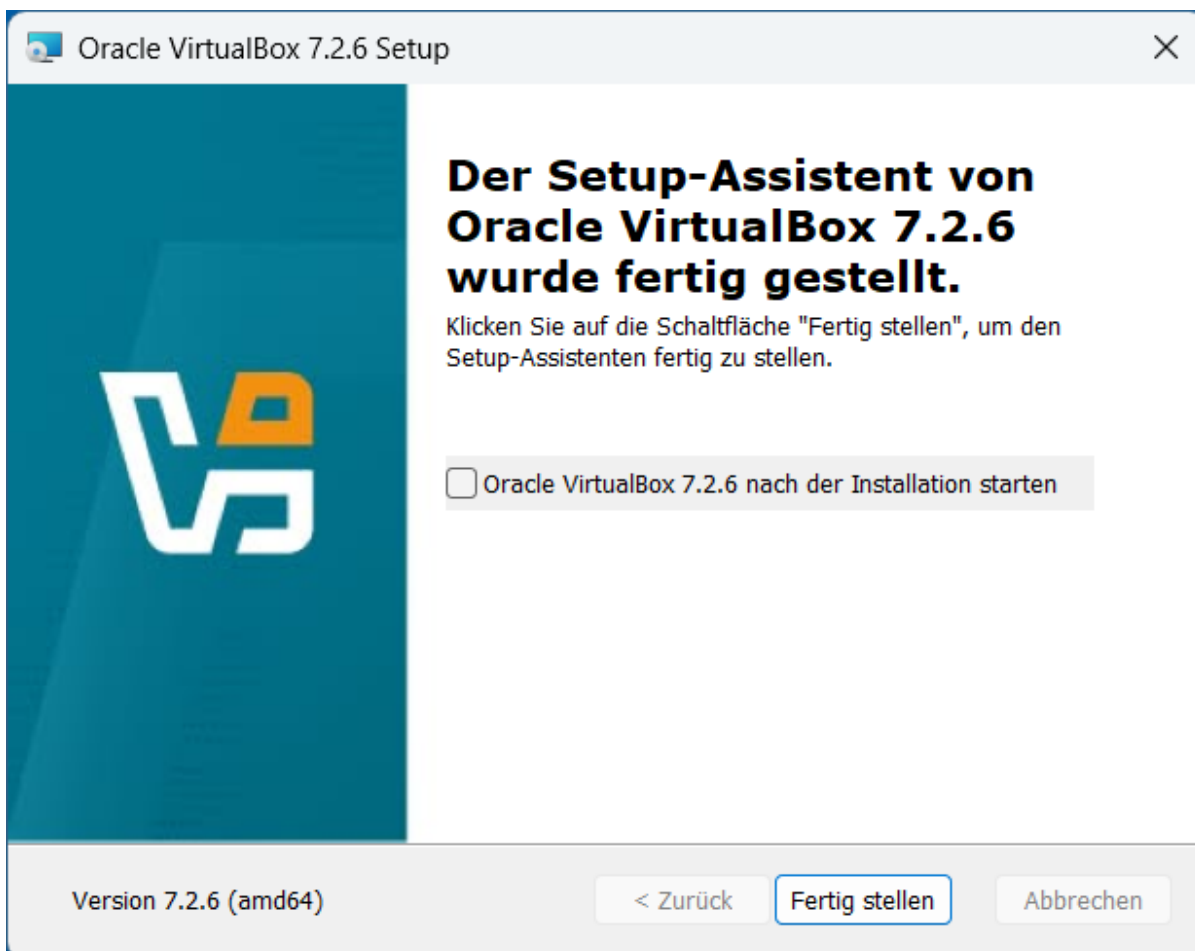 Oracle VirtualBox 7.2.6 Setup
Der Setup-Assistent von
Oracle VirtualBox 7.2.6
wurde fertig gestellt.
Klicken Sie auf die Schaltfläche "Fertig stellen", um den
Setup-Assistenten fertig zu stellen.
Oracle VirtualBox 7.2.6 nach der Installation starten
Version 7.2.6 (amd64)
< Zurück
Fertig stellen
Abbrechen